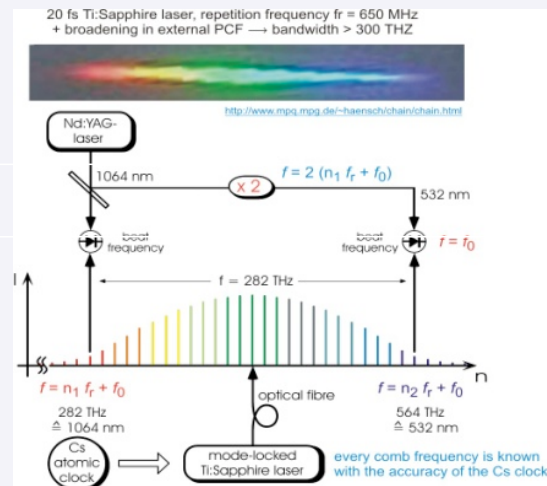 20 fs Ti:Sapphire laser, repetition frequency fr = 650 MHz
+ broadening in external PCF → bandwidth > 300 THZ
http://www.mpq.mpg.de/~haensch/chain/chain.html
Nd:YAG-
laser
1064 nm
x 2
f = 2 (n₁ fᵣ + f₀)
532 nm
beat
frequency
beat
frequency
f = f₀
I
f = 282 THz
n
f = n₁ fᵣ + f₀
282 THz
≙ 1064 nm
optical fibre
f = n₂ fᵣ + f₀
564 THz
≙ 532 nm
Cs
atomic
clock
mode-locked
Ti:Sapphire laser
every comb frequency is known
with the accuracy of the Cs clock